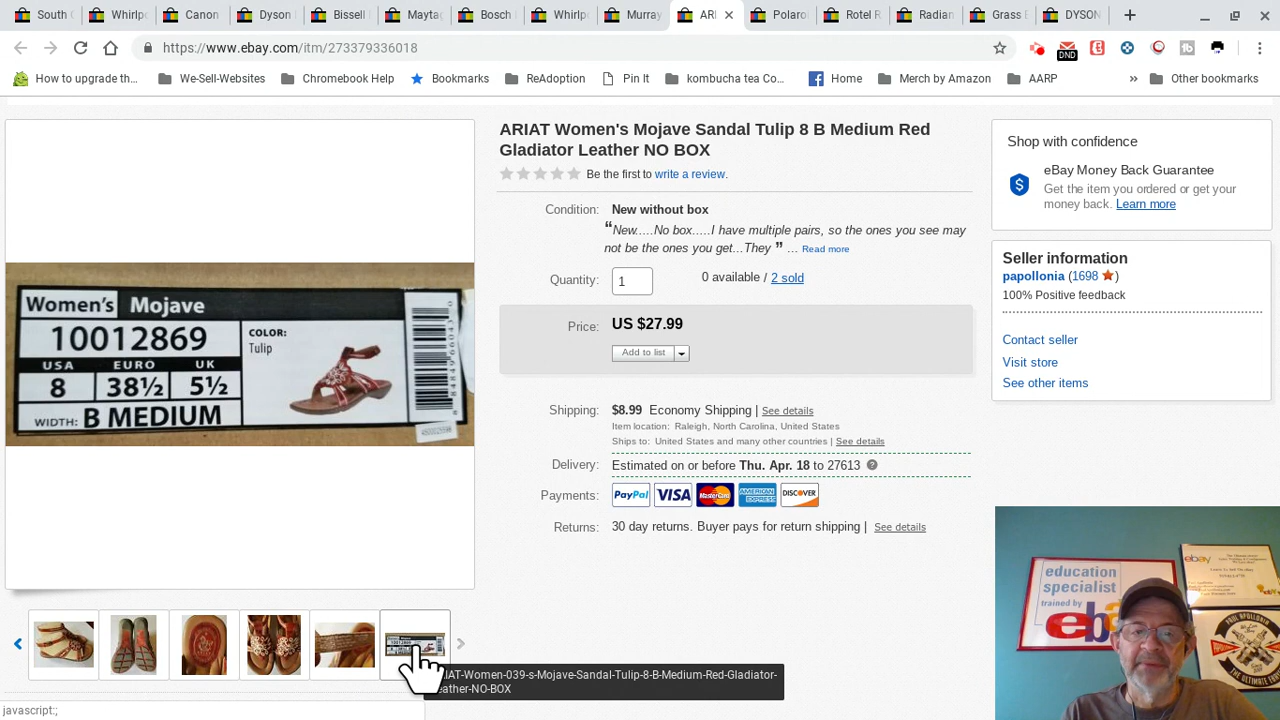 South
Whirlp
Canon
Dyson
Bissell
Mayta
Bosch
Whirlp
Murray
ARI
Polaro
Rotel R
Radian
Grass
DYSON
https://www.ebay.com/itm/273379336018
DND
How to upgrade th...
We-Sell-Websites
Chromebook Help
Bookmarks
ReAdoption
Pin It
kombucha tea Co...
Home
Merch by Amazon
AARP
»
Other bookmarks
ARIAT Women's Mojave Sandal Tulip 8 B Medium Red
Gladiator Leather NO BOX
Be the first to write a review.
Condition: New without box
“New.....No box.....I have multiple pairs, so the ones you see may
not be the ones you get...They ” ... Read more
Quantity: 1 0 available / 2 sold
Price: US $27.99
Add to list
Shipping: $8.99 Economy Shipping | See details
Item location: Raleigh, North Carolina, United States
Ships to: United States and many other countries | See details
Delivery: Estimated on or before Thu. Apr. 18 to 27613
Payments: PayPal VISA MasterCard AMERICAN EXPRESS DISCOVER
Returns: 30 day returns. Buyer pays for return shipping | See details
Shop with confidence
eBay Money Back Guarantee
Get the item you ordered or get your
money back. Learn more
Seller information
papollonia (1698)
100% Positive feedback
Contact seller
Visit store
See other items
Women's Mojave
10012869
COLOR:
Tulip
USA EURO UK
8 38½ 5½
WIDTH: B MEDIUM
IAT-Women-039-s-Mojave-Sandal-Tulip-8-B-Medium-Red-Gladiator-
eather-NO-BOX
javascript:;
education
specialist
trained by
eb
ebay
PAUL APOLLONIA
THE ULTIMATE